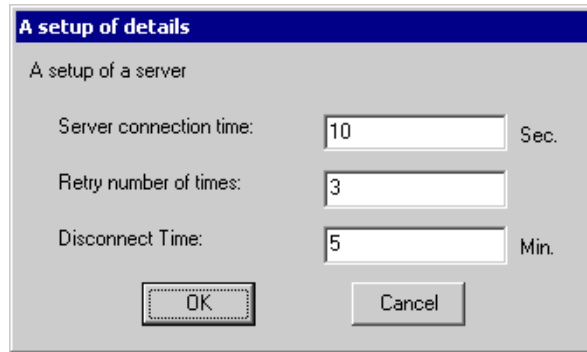 A setup of details
A setup of a server
Server connection time: 10 Sec.
Retry number of times: 3
Disconnect Time: 5 Min.
OK Cancel